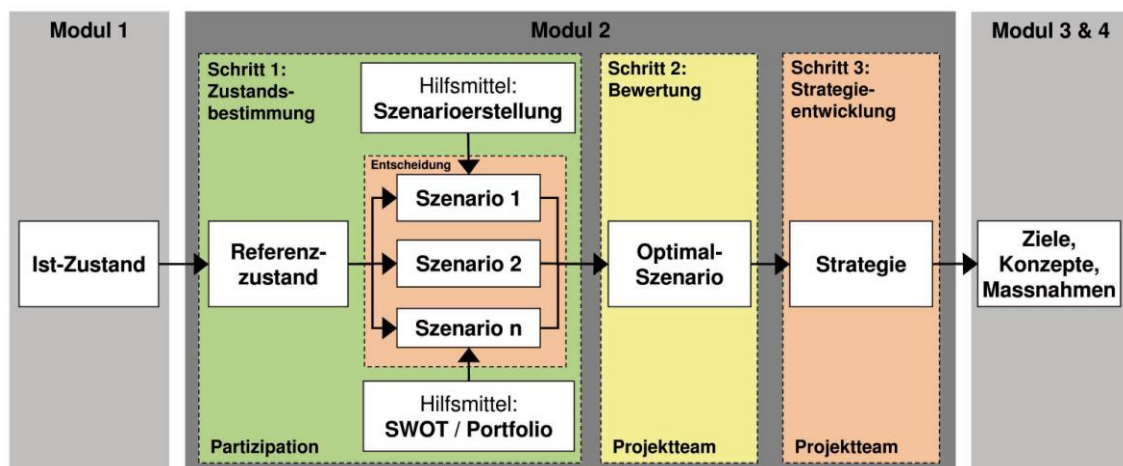 Modul 1
Modul 2
Modul 3 & 4
Schritt 1:
Zustands-
bestimmung
Hilfsmittel:
Szenarioerstellung
Schritt 2:
Bewertung
Schritt 3:
Strategie-
entwicklung
Entscheidung
Szenario 1
Ist-Zustand
Referenz-
zustand
Szenario 2
Optimal-
Szenario
Strategie
Ziele,
Konzepte,
Massnahmen
Szenario n
Hilfsmittel:
SWOT / Portfolio
Partizipation
Projektteam
Projektteam